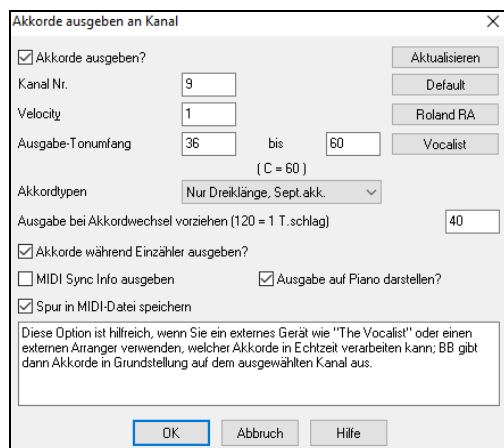 Akkorde ausgeben an Kanal
Akkorde ausgeben? Aktualisieren
Kanal Nr. 9 Default
Velocity 1 Roland RA
Ausgabe-Tonumfang 36 bis 60 Vocalist
( C = 60 )
Akkordtypen Nur Dreiklänge, Sept.akk.
Ausgabe bei Akkordwechsel vorziehen (120 = 1 T.schlag) 40
Akkorde während Einzähler ausgeben?
MIDI Sync Info ausgeben Ausgabe auf Piano darstellen?
Spur in MIDI-Datei speichern
Diese Option ist hilfreich, wenn Sie ein externes Gerät wie "The Vocalist" oder einen
externen Arranger verwenden, welcher Akkorde in Echtzeit verarbeiten kann; BB gibt
dann Akkorde in Grundstellung auf dem ausgewählten Kanal aus.
OK Abbruch Hilfe